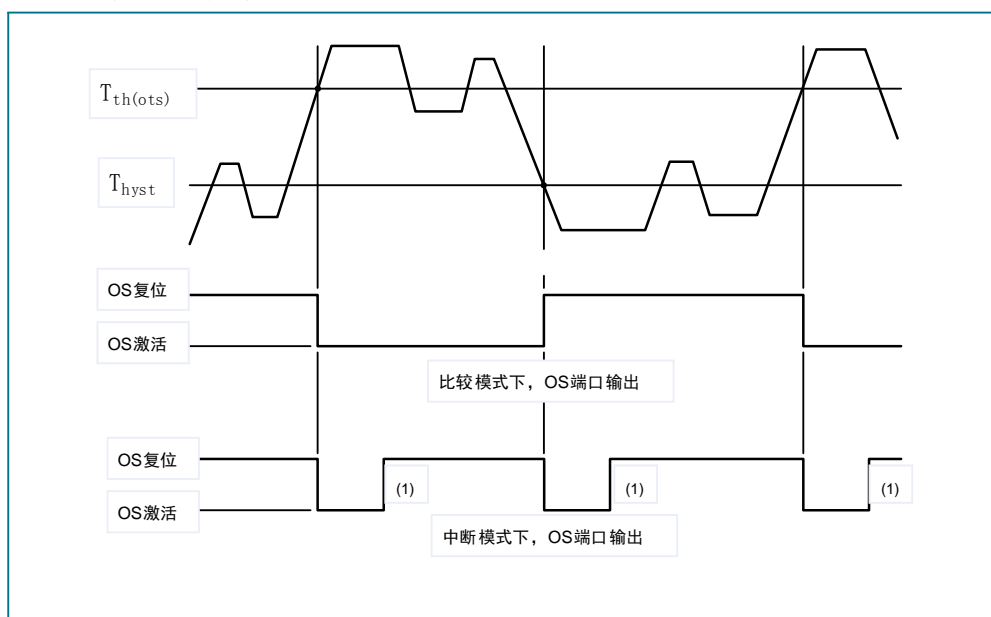 Tth(ots)
Thyst
OS复位
OS激活
比较模式下，OS端口输出
OS复位
(1)
(1)
(1)
OS激活
中断模式下，OS端口输出